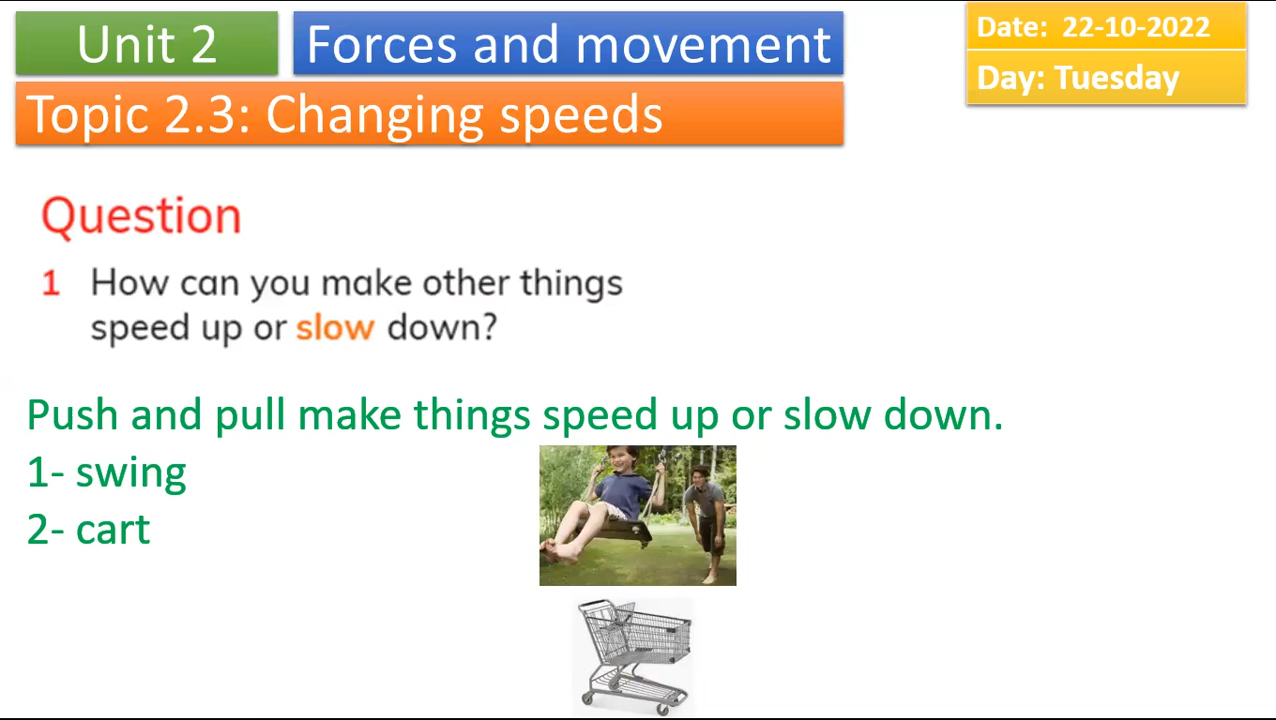 Unit 2
Forces and movement
Date: 22-10-2022
Day: Tuesday
Topic 2.3: Changing speeds
Question
1 How can you make other things
speed up or slow down?
Push and pull make things speed up or slow down.
1- swing
2- cart